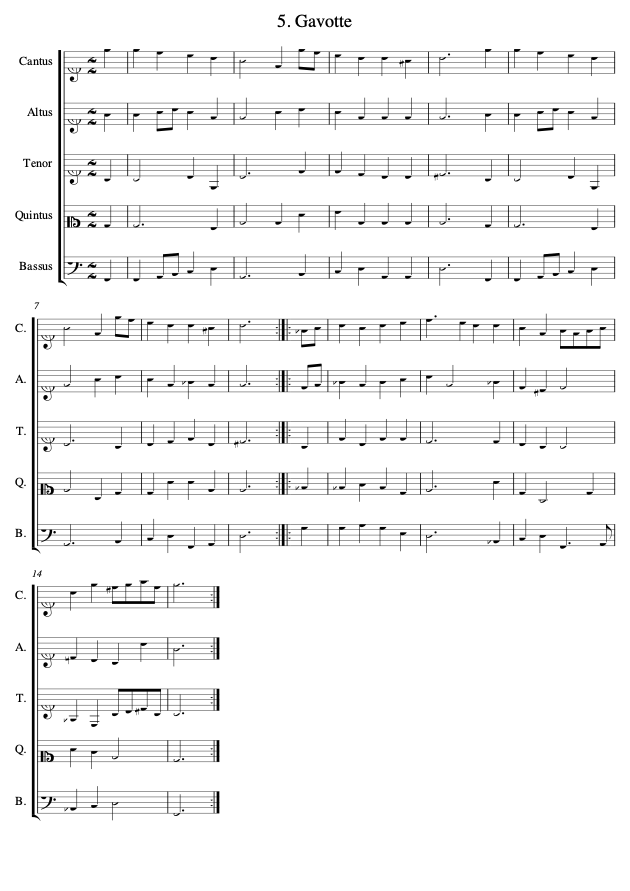 5. Gavotte
Cantus
Altus
Tenor
Quintus
Bassus
7
C.
A.
T.
Q.
B.
14
C.
A.
T.
Q.
B.